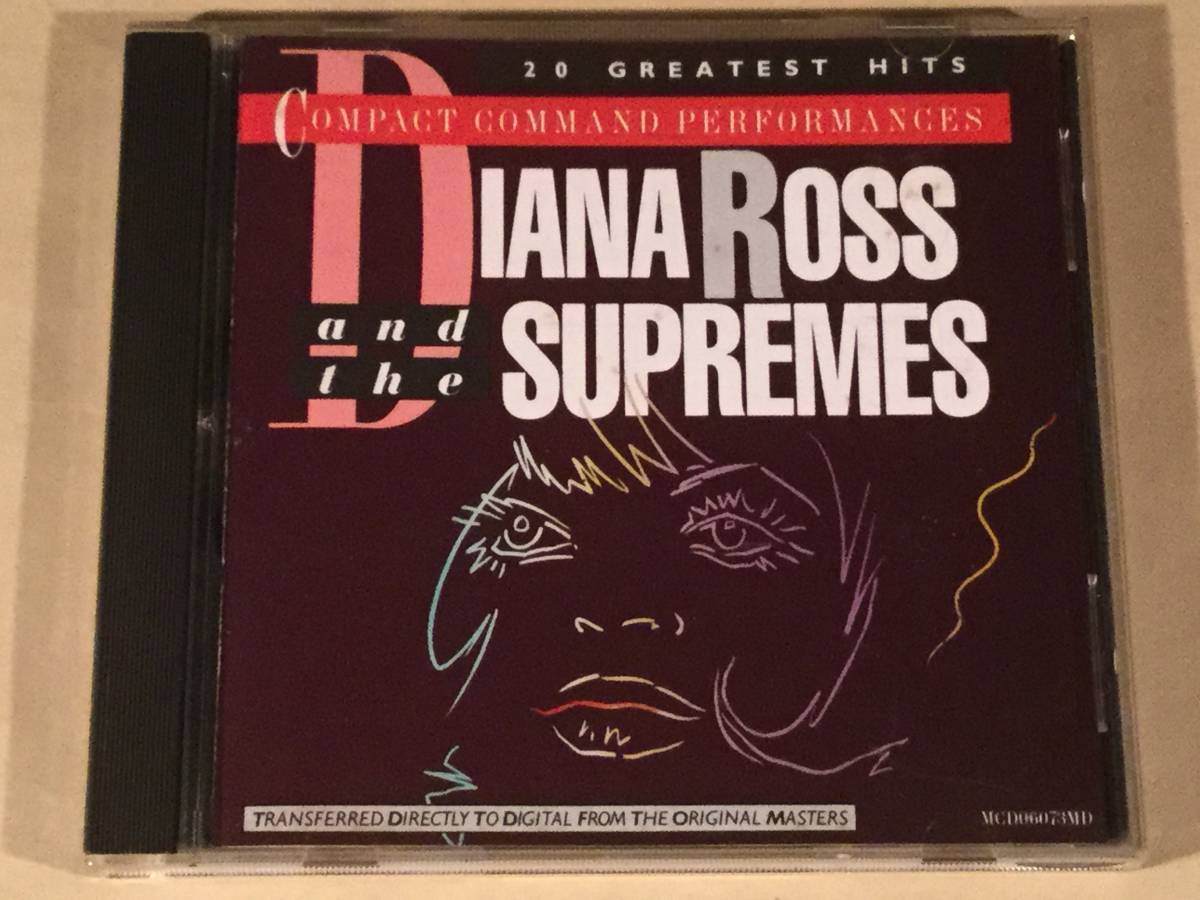 20 GREATEST HITS
COMPACT COMMAND PERFORMANCES
DIANA ROSS
and
the
SUPREMES
TRANSFERRED DIRECTLY TO DIGITAL FROM THE ORIGINAL MASTERS
MCD06073MD